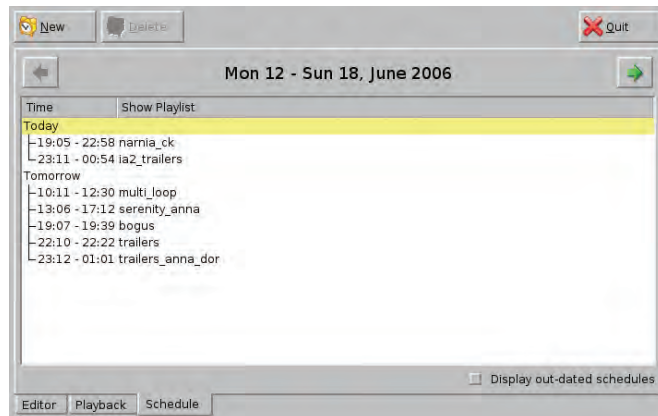 New Delete Quit
Mon 12 - Sun 18, June 2006
Time Show Playlist
Today
19:05 - 22:58 narnia_ck
23:11 - 00:54 ia2_trailers
Tomorrow
10:11 - 12:30 multi_loop
13:06 - 17:12 serenity_anna
19:07 - 19:39 bogus
22:10 - 22:22 trailers
23:12 - 01:01 trailers_anna_dor
Display out-dated schedules
Editor Playback Schedule